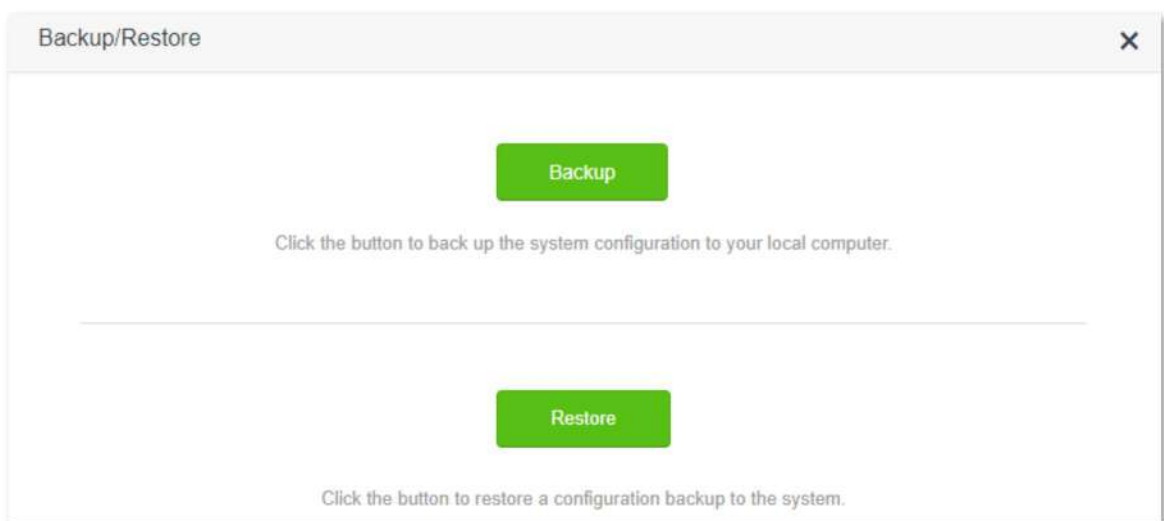 Backup/Restore
Backup
Click the button to back up the system configuration to your local computer.
Restore
Click the button to restore a configuration backup to the system.